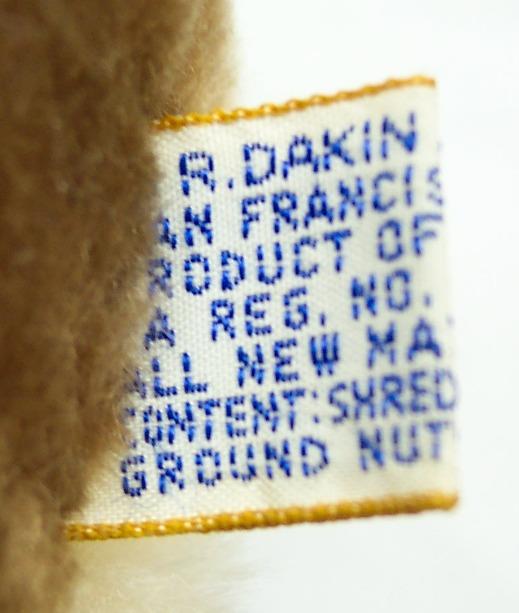 R. DAKIN
AN FRANCIS
RODUCT OF
A REG. NO.
ALL NEW MA
CONTENT: SHRED
GROUND NUT